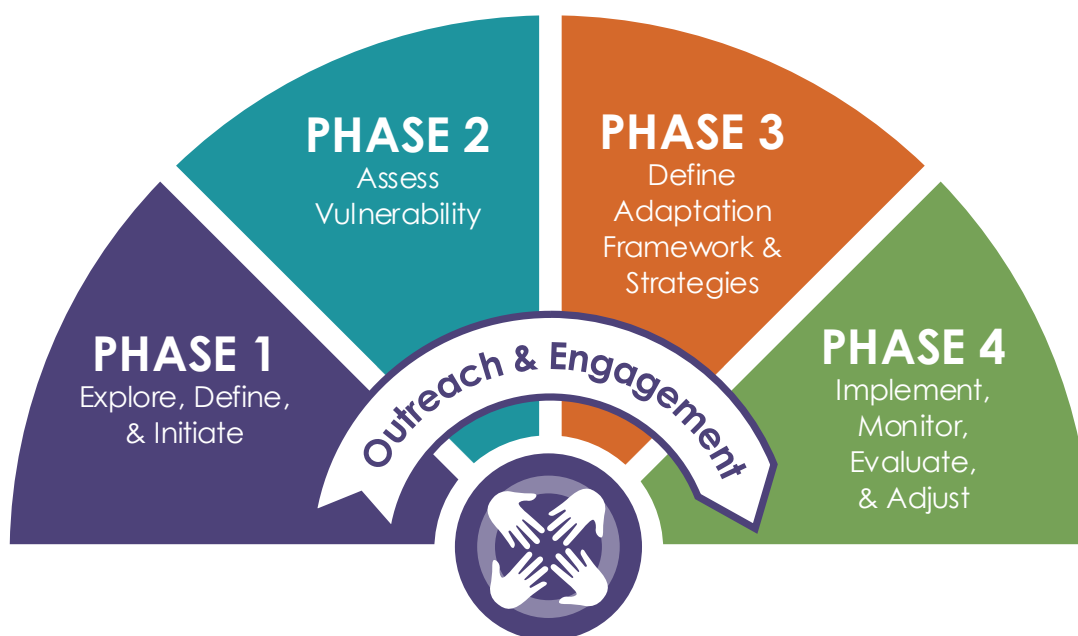 PHASE 1
Explore, Define,
& Initiate
PHASE 2
Assess
Vulnerability
PHASE 3
Define
Adaptation
Framework &
Strategies
PHASE 4
Implement,
Monitor,
Evaluate,
& Adjust
Outreach & Engagement